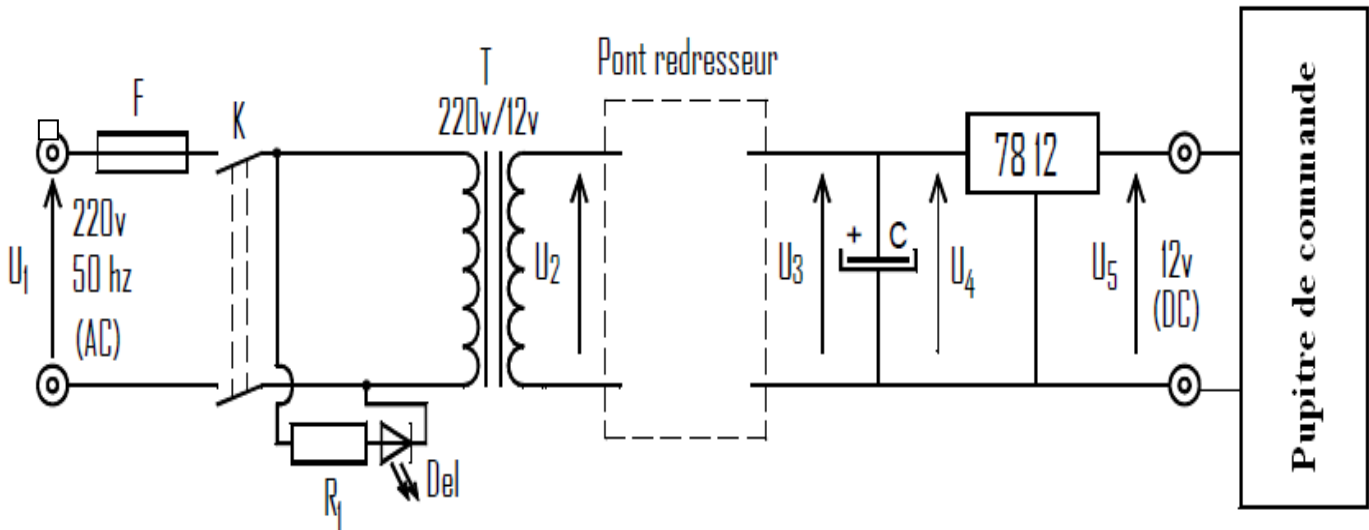 F
K
T
220v/12v
Pont redresseur
U1
220v
50 hz
(AC)
U2
U3
+ C
U4
78 12
U5
12v
(DC)
Pupitre de commande
R1
Del